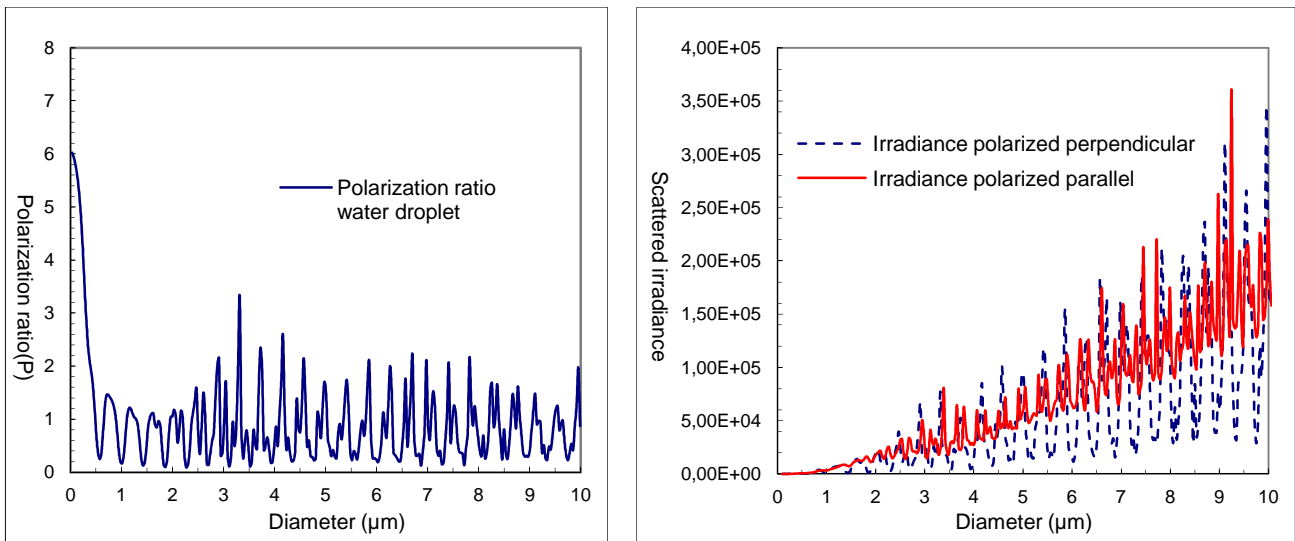 8
7
6
5
4
3
2
1
0
Polarization ratio(P)
Polarization ratio
water droplet
0 1 2 3 4 5 6 7 8 9 10
Diameter (µm)
4,00E+05
3,50E+05
3,00E+05
2,50E+05
2,00E+05
1,50E+05
1,00E+05
5,00E+04
0,00E+00
Scattered irradiance
Irradiance polarized perpendicular
Irradiance polarized parallel
0 1 2 3 4 5 6 7 8 9 10
Diameter (µm)